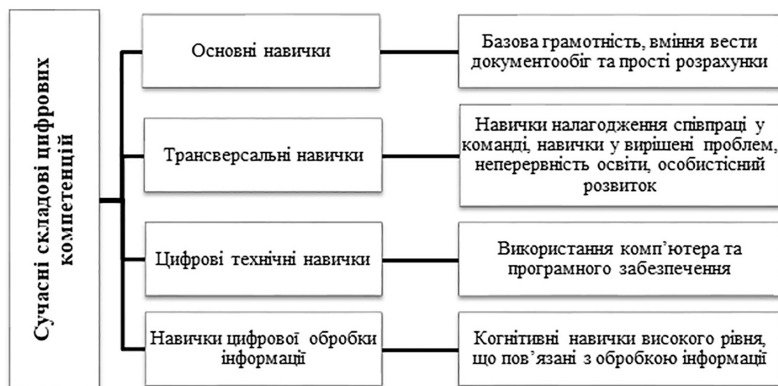 Сучасні складові цифрових
компетенцій
Основні навички
Базова грамотність, вміння вести
документообіг та прості розрахунки
Трансверсальні навички
Навички налагодження співпраці у
команді, навички у вирішені проблем,
неперервність освіти, особистісний
розвиток
Цифрові технічні навички
Використання комп’ютера та
програмного забезпечення
Навички цифрової обробки
інформації
Когнітивні навички високого рівня,
що пов’язані з обробкою інформації